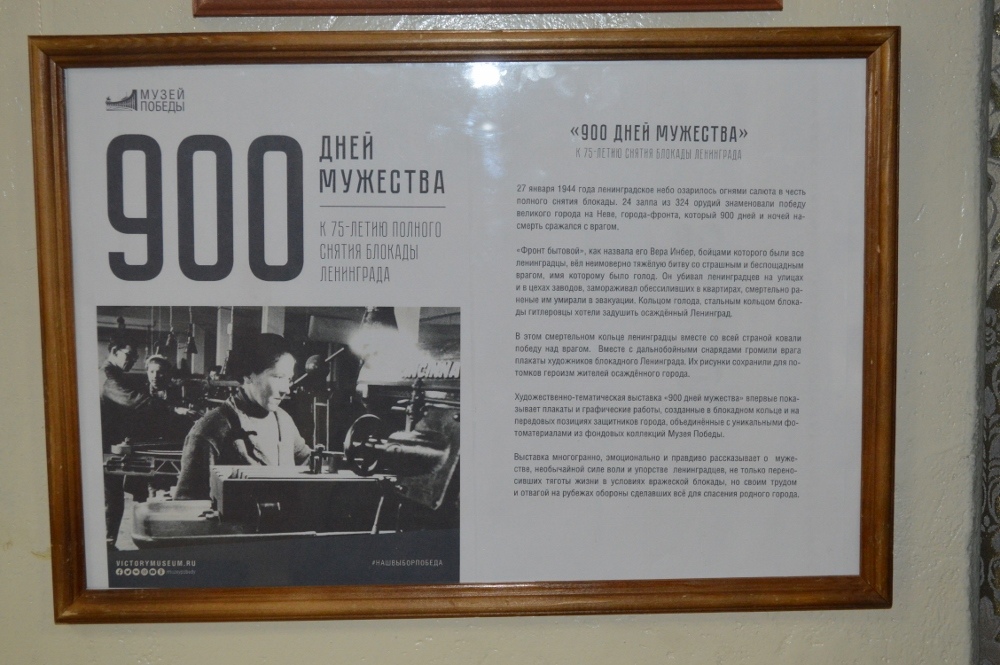 МУЗЕЙ
ПОБЕДЫ
900
ДНЕЙ
МУЖЕСТВА
К 75-ЛЕТИЮ ПОЛНОГО
СНЯТИЯ БЛОКАДЫ
ЛЕНИНГРАДА
VICTORYMUSEUM.RU
#НАШВЫБОРПОБЕДА
«900 ДНЕЙ МУЖЕСТВА»
К 75-ЛЕТИЮ СНЯТИЯ БЛОКАДЫ ЛЕНИНГРАДА
27 января 1944 года ленинградское небо озарилось огнями салюта в честь
полного снятия блокады. 24 залпа из 324 орудий знаменовали победу
великого города на Неве, города-фронта, который 900 дней и ночей на-
смерть сражался с врагом.
«Фронт бытовой», как назвала его Вера Инбер, бойцами которого были все
ленинградцы, вёл неимоверно тяжёлую битву со страшным и беспощадным
врагом, имя которому было голод. Он убивал ленинградцев на улицах
и в цехах заводов, замораживал обессиливших в квартирах, смертельно ра-
неные им умирали в эвакуации. Кольцом голода, стальным кольцом блока-
ды гитлеровцы хотели задушить осаждённый Ленинград.
В этом смертельном кольце ленинградцы вместе со всей страной ковали
победу над врагом. Вместе с дальнобойными снарядами громили врага
плакаты художников блокадного Ленинграда. Их рисунки сохранили для по-
томков героизм жителей осаждённого города.
Художественно-тематическая выставка «900 дней мужества» впервые пока-
зывает плакаты и графические работы, созданные в блокадном кольце и на
передовых позициях защитников города, объединённые с уникальными фо-
томатериалами из фондовых коллекций Музея Победы.
Выставка многогранно, эмоционально и правдиво рассказывает о муже-
стве, необычайной силе воли и упорстве ленинградцев, не только перено-
сивших тяготы жизни в условиях вражеской блокады, но своим трудом
и отвагой на рубежах обороны сделавших всё для спасения родного города.